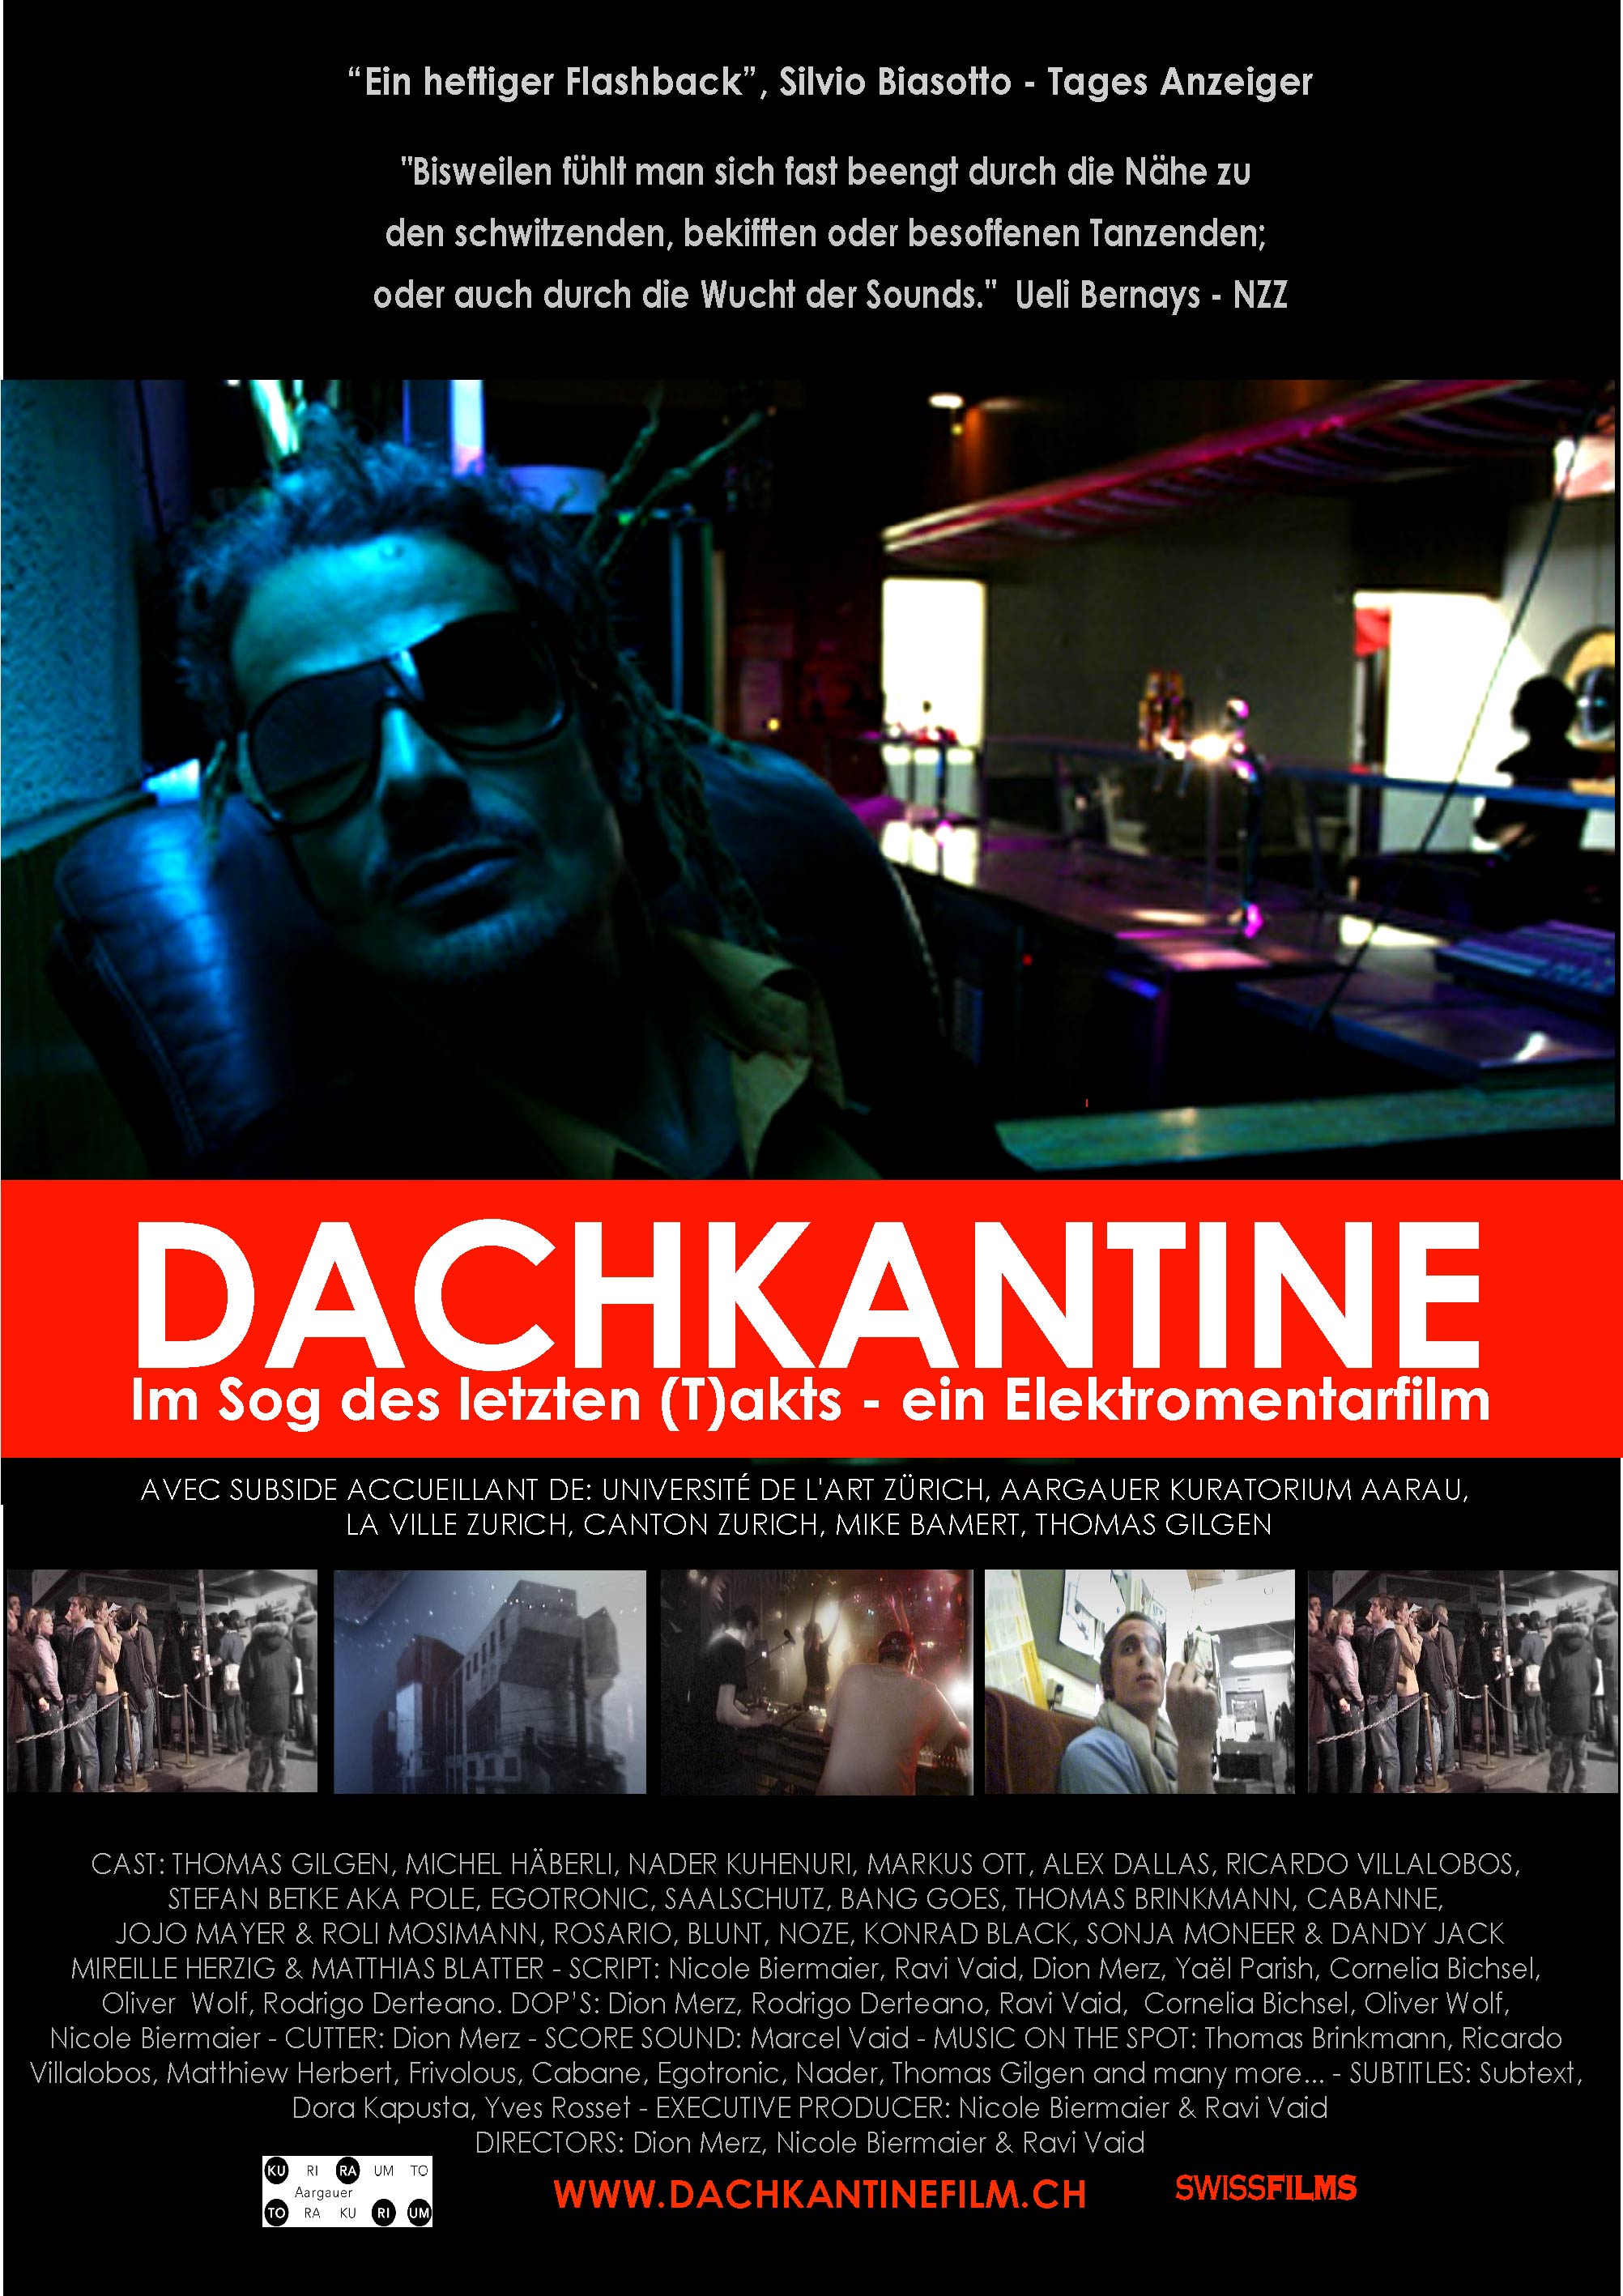 “Ein heftiger Flashback”, Silvio Biasotto - Tages Anzeiger
"Bisweilen fühlt man sich fast beengt durch die Nähe zu
den schwitzenden, bekifften oder besoffenen Tanzenden;
oder auch durch die Wucht der Sounds." Ueli Bernays - NZZ
DACHKANTINE
Im Sog des letzten (T)akts - ein Elektromentarfilm
AVEC SUBSIDE ACCUEILLANT DE: UNIVERSITÉ DE L'ART ZÜRICH, AARGAUER KURATORIUM AARAU,
LA VILLE ZURICH, CANTON ZURICH, MIKE BAMERT, THOMAS GILGEN
CAST: THOMAS GILGEN, MICHEL HÄBERLI, NADER KUHENURI, MARKUS OTT, ALEX DALLAS, RICARDO VILLALOBOS,
STEFAN BETKE AKA POLE, EGOTRONIC, SAALSCHUTZ, BANG GOES, THOMAS BRINKMANN, CABANNE,
JOJO MAYER & ROLI MOSIMANN, ROSARIO, BLUNT, NOZE, KONRAD BLACK, SONJA MONEER & DANDY JACK
MIREILLE HERZIG & MATTHIAS BLATTER - SCRIPT: Nicole Biermaier, Ravi Vaid, Dion Merz, Yaël Parish, Cornelia Bichsel,
Oliver Wolf, Rodrigo Derteano. DOP'S: Dion Merz, Rodrigo Derteano, Ravi Vaid, Cornelia Bichsel, Oliver Wolf,
Nicole Biermaier - CUTTER: Dion Merz - SCORE SOUND: Marcel Vaid - MUSIC ON THE SPOT: Thomas Brinkmann, Ricardo
Villalobos, Matthiew Herbert, Frivolous, Cabane, Egotronic, Nader, Thomas Gilgen and many more... - SUBTITLES: Subtext,
Dora Kapusta, Yves Rosset - EXECUTIVE PRODUCER: Nicole Biermaier & Ravi Vaid
DIRECTORS: Dion Merz, Nicole Biermaier & Ravi Vaid
KU RI RA UM TO
Aargauer
TO RA KU RI UM
WWW.DACHKANTINEFILM.CH
SWISSFILMS